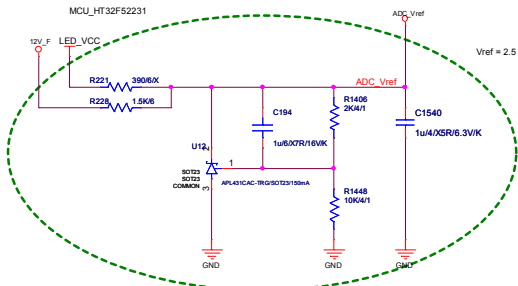 MCU_HT32F52231
ADC_Vref
12V_F
LED_VCC
Vref = 2.5
R221
390/6/X
ADC_Vref
R228
1.5K/6
C194
R1406
2K/4/1
C1540
1u/4/X5R/6.3V/K
1u/6/X7R/16V/K
U12
2
1
SOT23
SOT23
COMMON
3
APL431CAC-TRG/SOT23/150mA
R1448
10K/4/1
GND
GND
GND